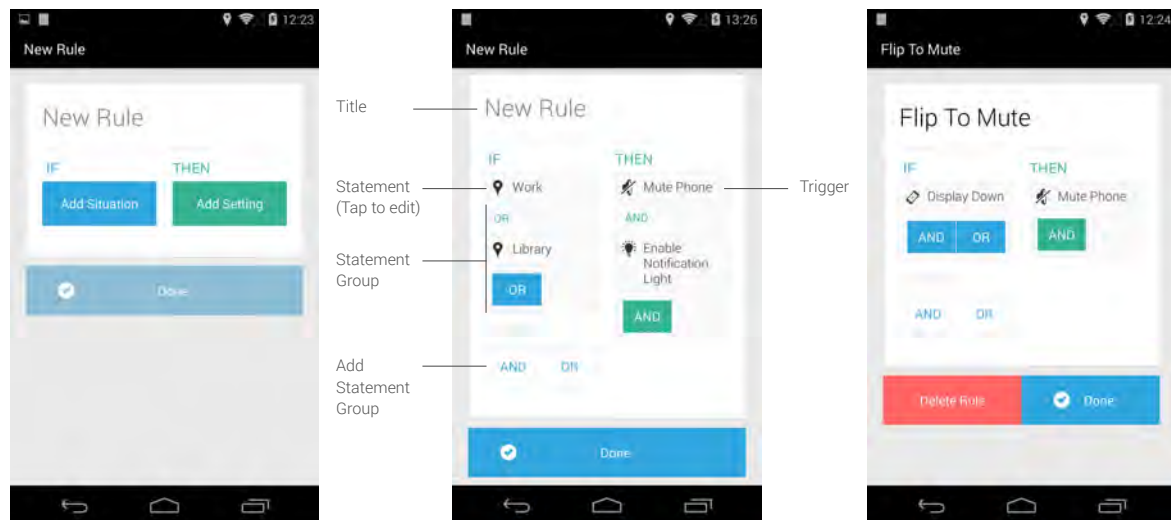 12:23
New Rule
New Rule
IF THEN
Add Situation Add Setting
Done
Title
Statement
(Tap to edit)
Statement
Group
Add
Statement
Group
13:26
New Rule
New Rule
IF THEN
Work Mute Phone
OR AND
Library Enable
Notification
Light
OR
AND
AND OR
Done
Trigger
12:24
Flip To Mute
Flip To Mute
IF THEN
Display Down Mute Phone
AND OR AND
AND OR
Delete Rule Done